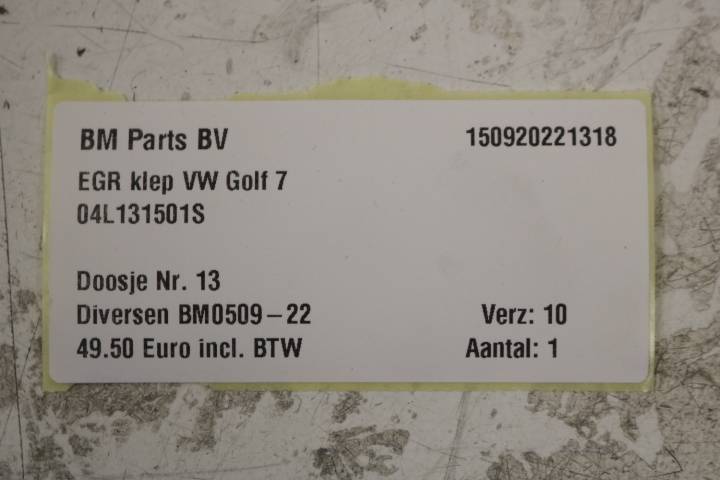 BM Parts BV 150920221318
EGR klep VW Golf 7
04L131501S
Doosje Nr. 13
Diversen BM0509-22 Verz: 10
49.50 Euro incl. BTW Aantal: 1